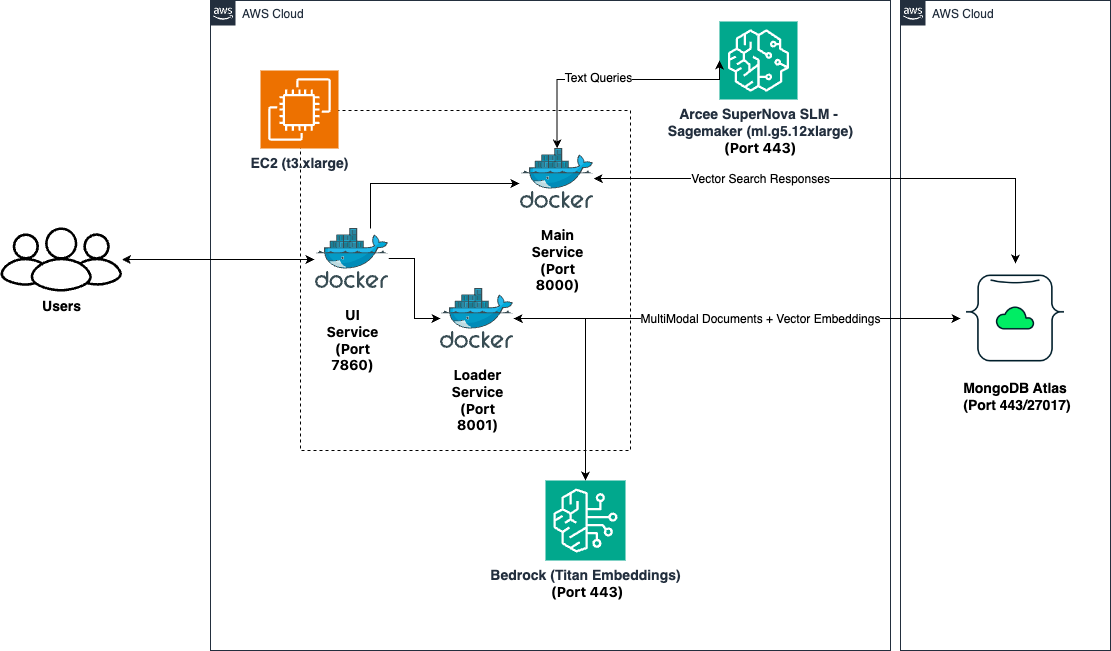 aws
AWS Cloud
aws
AWS Cloud
Text Queries
Arcee SuperNova SLM -
Sagemaker (ml.g5.12xlarge)
(Port 443)
EC2 (t3.xlarge)
docker
Vector Search Responses
Main
Service
(Port
8000)
Users
docker
UI
Service
(Port
7860)
docker
MultiModal Documents + Vector Embeddings
Loader
Service
(Port
8001)
MongoDB Atlas
(Port 443/27017)
Bedrock (Titan Embeddings)
(Port 443)